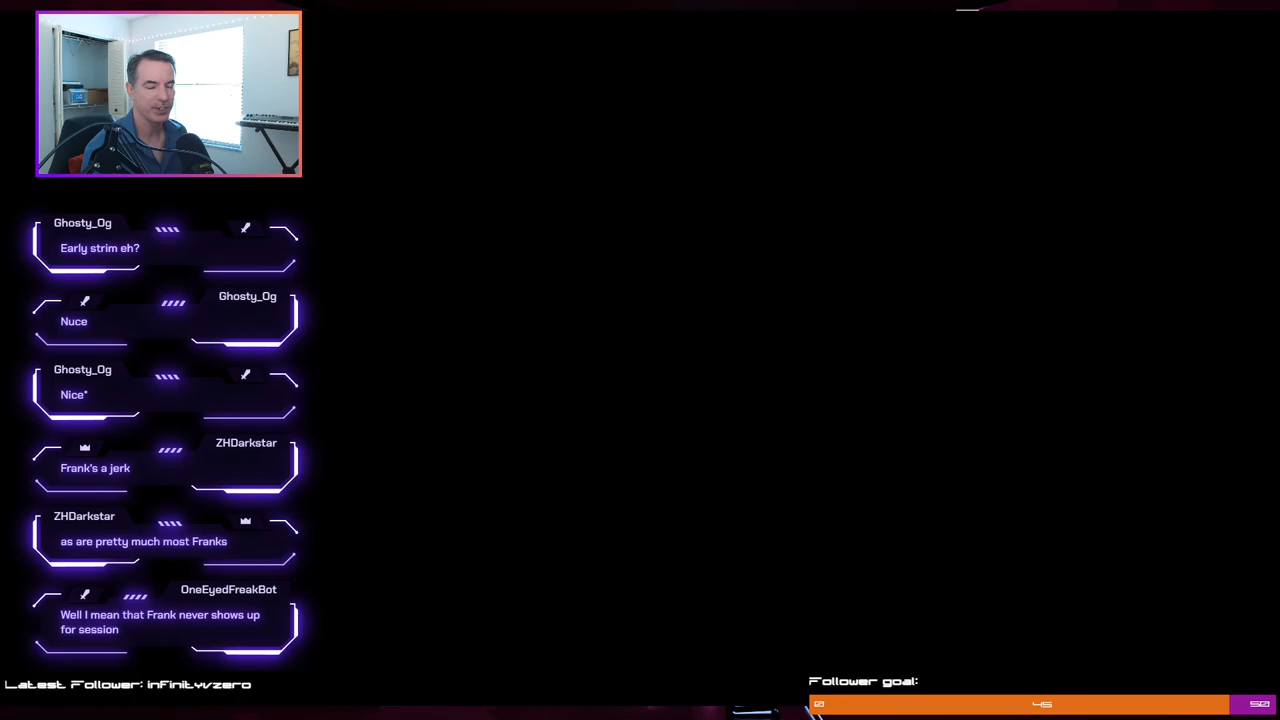 Ghosty_Og
Early strim eh?
Ghosty_Og
Nuce
Ghosty_Og
Nice*
ZHDarkstar
Frank's a jerk
ZHDarkstar
as are pretty much most Franks
OneEyedFreakBot
Well I mean that Frank never shows up
for session
Latest Follower: infinityvzero
Follower goal:
0 45 50